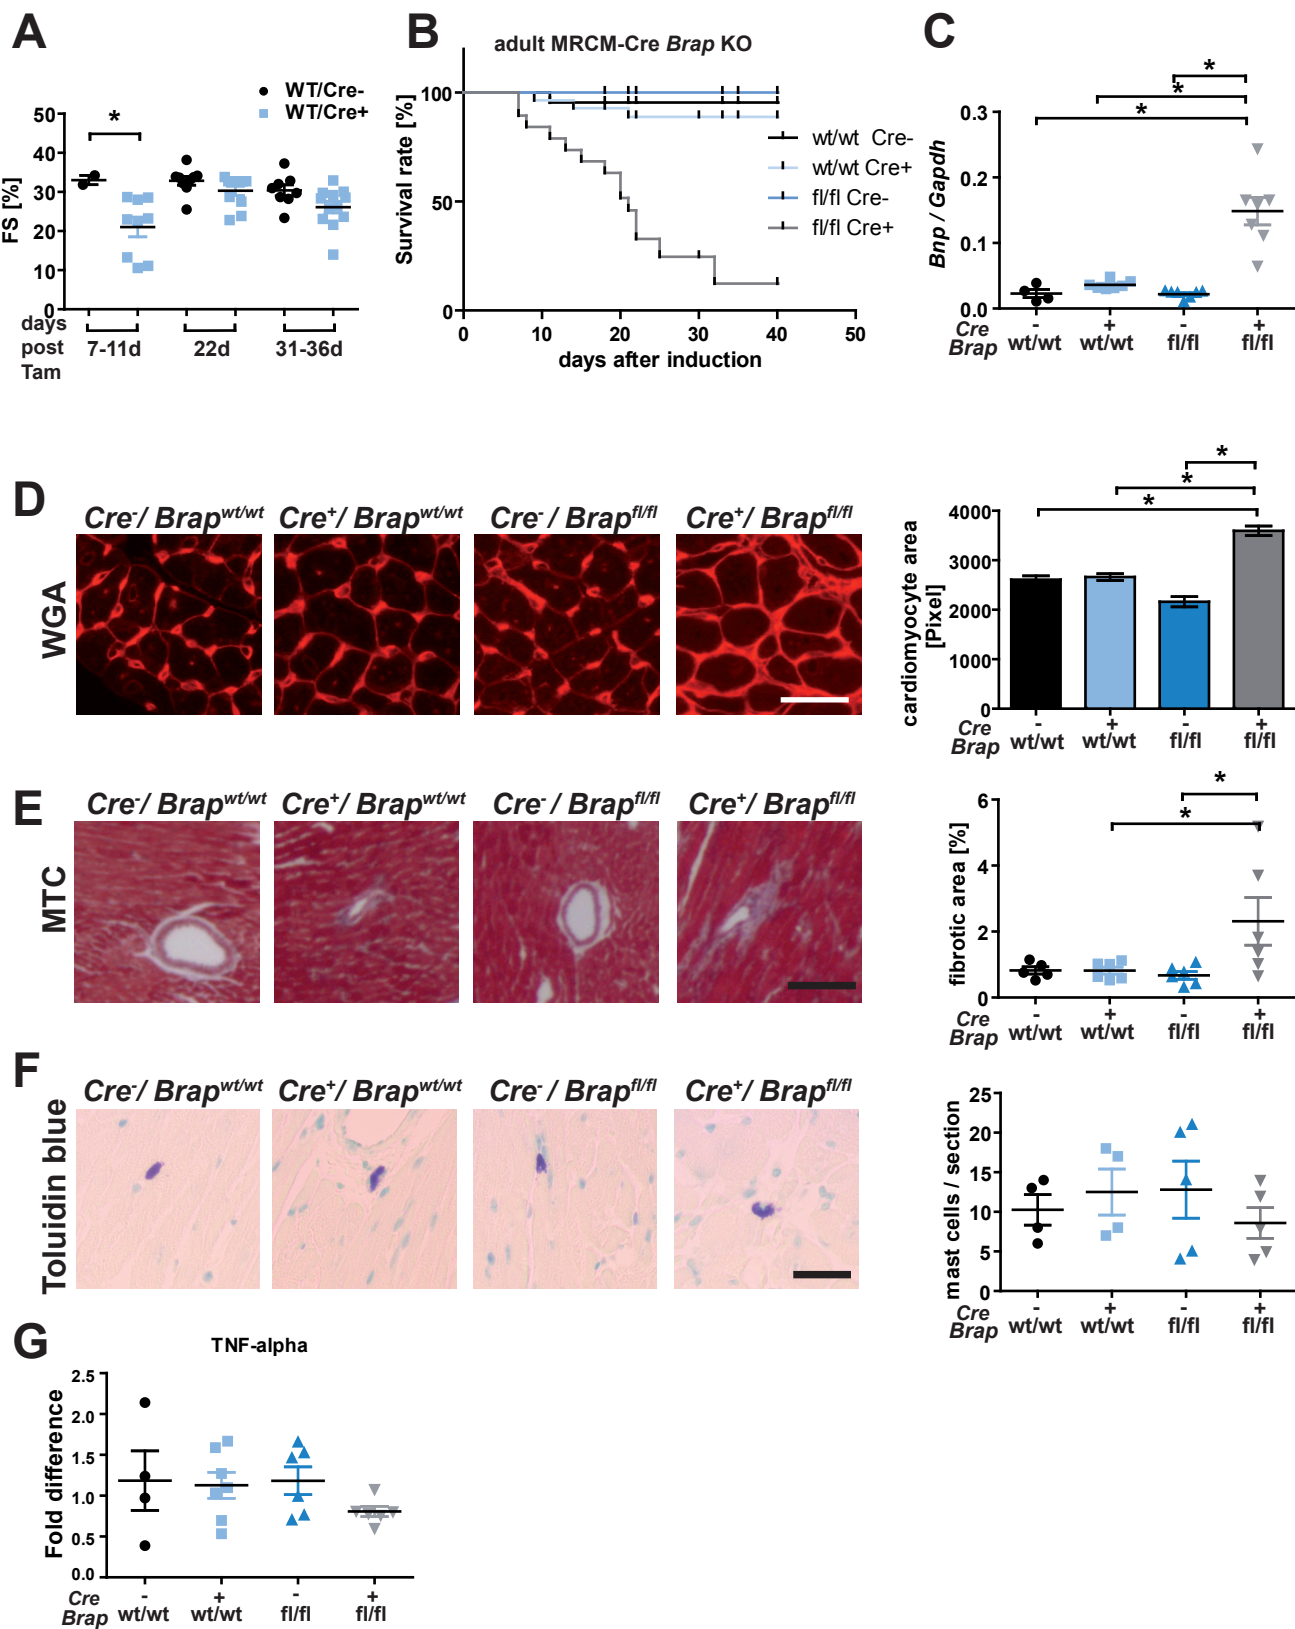 A
WT/Cre-
WT/Cre+
*
FS [%]
50
40
30
20
10
0
days
post
Tam
7-11d
22d
31-36d
B
adult MRCM-Cre Brap KO
Survival rate [%]
100
50
0
0
10
20
30
40
50
days after induction
wt/wt Cre-
wt/wt Cre+
fl/fl Cre-
fl/fl Cre+
C
*
*
*
Bnp / Gapdh
0.3
0.2
0.1
0.0
Cre - + - +
Brap wt/wt wt/wt fl/fl fl/fl
D
Cre-/ Brapwt/wt
Cre+/ Brapwt/wt
Cre-/ Brapfl/fl
Cre+/ Brapfl/fl
WGA
*
*
*
cardiomyocyte area
[Pixel]
4000
3000
2000
1000
0
Cre - + - +
Brap wt/wt wt/wt fl/fl fl/fl
E
Cre-/ Brapwt/wt
Cre+/ Brapwt/wt
Cre-/ Brapfl/fl
Cre+/ Brapfl/fl
MTC
*
*
fibrotic area [%]
6
4
2
0
Cre - + - +
Brap wt/wt wt/wt fl/fl fl/fl
F
Cre-/ Brapwt/wt
Cre+/ Brapwt/wt
Cre-/ Brapfl/fl
Cre+/ Brapfl/fl
Toluidin blue
mast cells / section
25
20
15
10
5
0
Cre - + - +
Brap wt/wt wt/wt fl/fl fl/fl
G
TNF-alpha
Fold difference
2.5
2.0
1.5
1.0
0.5
0.0
Cre - + - +
Brap wt/wt wt/wt fl/fl fl/fl